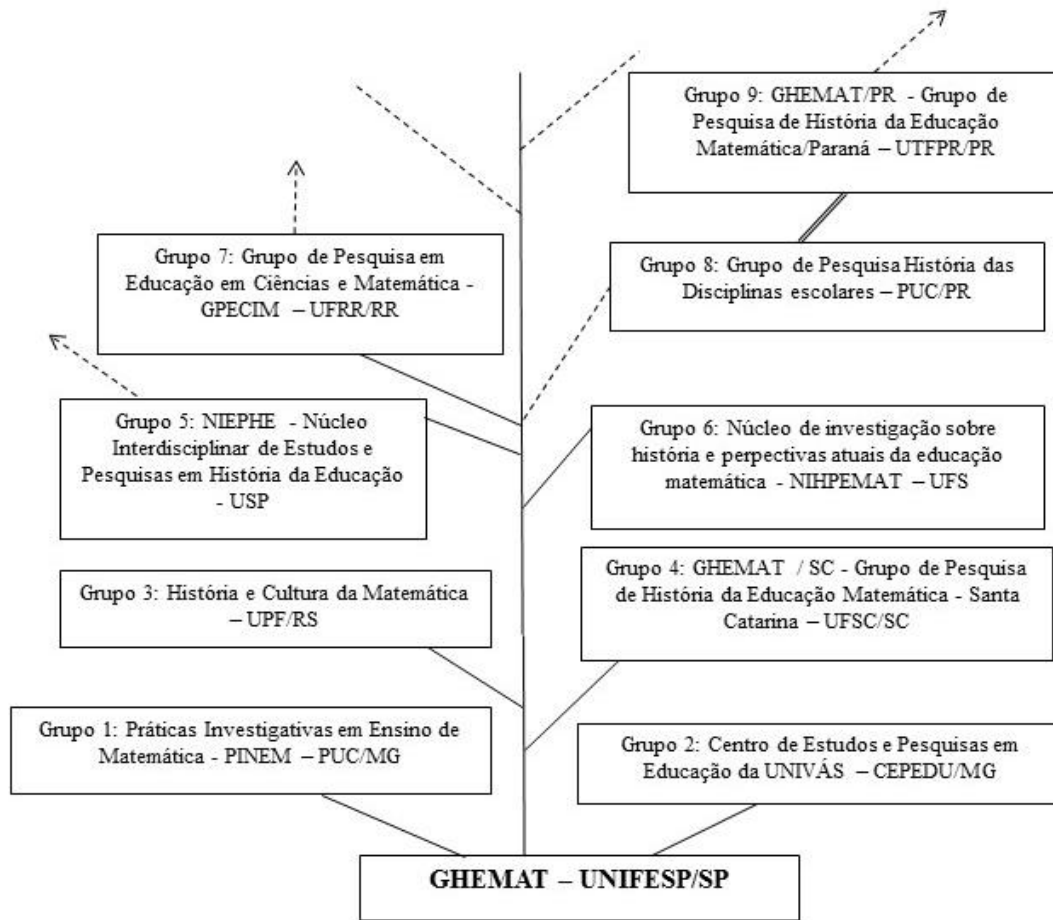 Grupo 9: GHEMAT/PR - Grupo de
Pesquisa de História da Educação
Matemática/Paraná – UTFPR/PR
Grupo 7: Grupo de Pesquisa em
Educação em Ciências e Matemática -
GPECIM – UFRR/RR
Grupo 8: Grupo de Pesquisa História das
Disciplinas escolares – PUC/PR
Grupo 5: NIEPHE - Núcleo
Interdisciplinar de Estudos e
Pesquisas em História da Educação
- USP
Grupo 6: Núcleo de investigação sobre
história e perpectivas atuais da educação
matemática - NIHPEMAT – UFS
Grupo 3: História e Cultura da Matemática
– UPF/RS
Grupo 4: GHEMAT / SC - Grupo de Pesquisa
de História da Educação Matemática - Santa
Catarina – UFSC/SC
Grupo 1: Práticas Investigativas em Ensino de
Matemática - PINEM – PUC/MG
Grupo 2: Centro de Estudos e Pesquisas em
Educação da UNIVÁS – CEPEDU/MG
GHEMAT – UNIFESP/SP